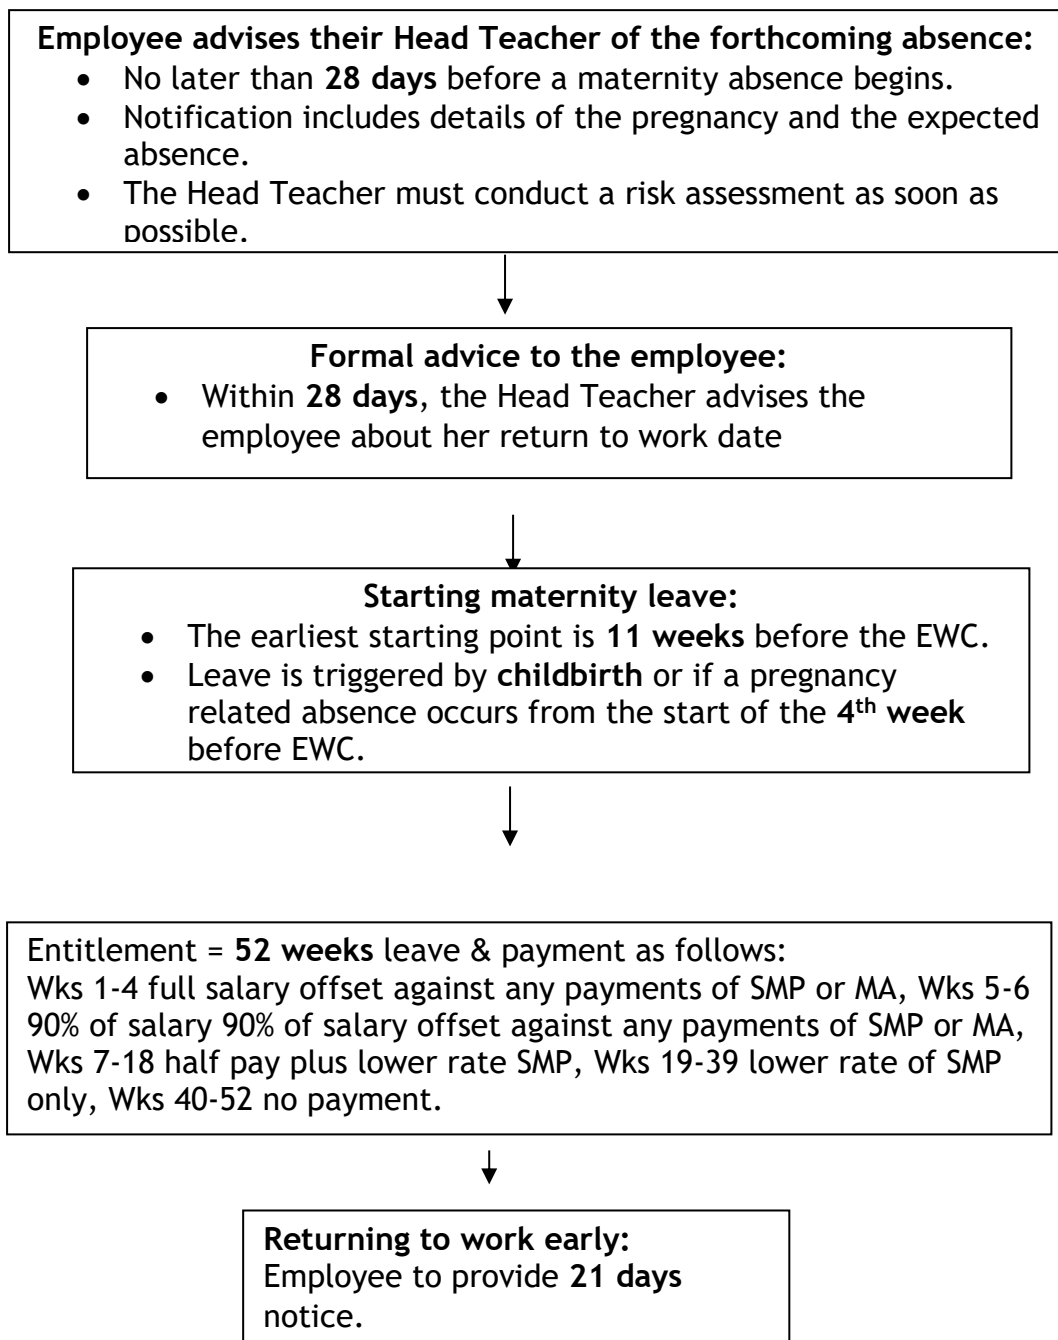 Employee advises their Head Teacher of the forthcoming absence:
• No later than 28 days before a maternity absence begins.
• Notification includes details of the pregnancy and the expected
absence.
• The Head Teacher must conduct a risk assessment as soon as
possible.
Formal advice to the employee:
• Within 28 days, the Head Teacher advises the
employee about her return to work date
Starting maternity leave:
• The earliest starting point is 11 weeks before the EWC.
• Leave is triggered by childbirth or if a pregnancy
related absence occurs from the start of the 4th week
before EWC.
Entitlement = 52 weeks leave & payment as follows:
Wks 1-4 full salary offset against any payments of SMP or MA, Wks 5-6
90% of salary 90% of salary offset against any payments of SMP or MA,
Wks 7-18 half pay plus lower rate SMP, Wks 19-39 lower rate of SMP
only, Wks 40-52 no payment.
Returning to work early:
Employee to provide 21 days
notice.